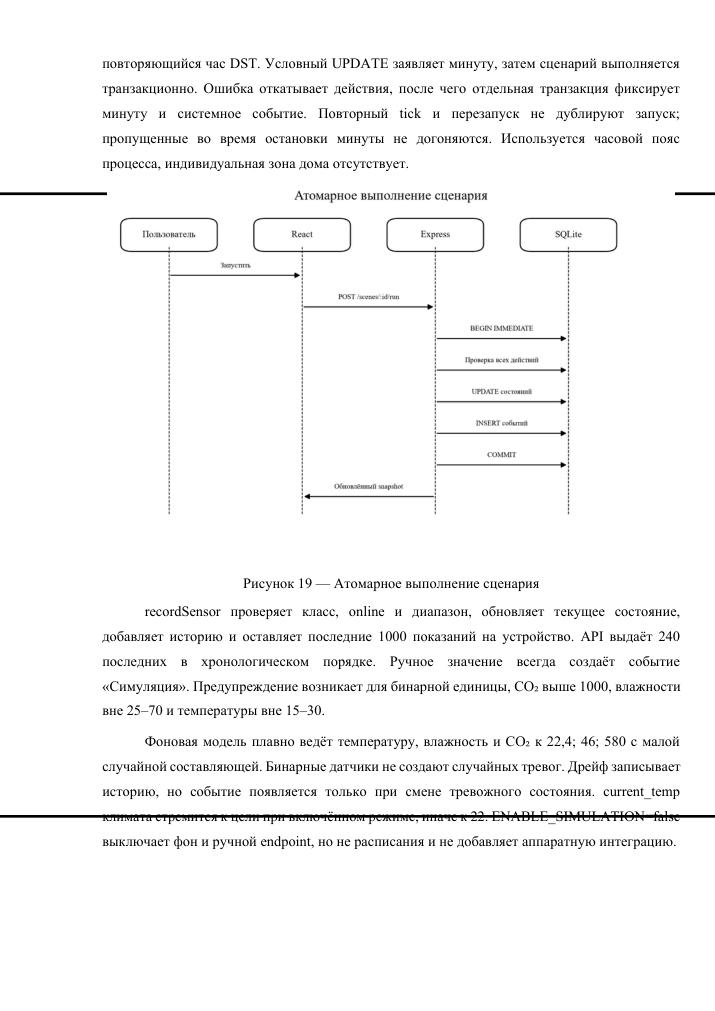 повторяющийся час DST. Условный UPDATE заявляет минуту, затем сценарий выполняется
транзакционно. Ошибка откатывает действия, после чего отдельная транзакция фиксирует
минуту и системное событие. Повторный tick и перезапуск не дублируют запуск;
пропущенные во время остановки минуты не догоняются. Используется часовой пояс
процесса, индивидуальная зона дома отсутствует.
Атомарное выполнение сценария
Пользователь React Express SQLite
Запустить
POST /scenes/:id/run
BEGIN IMMEDIATE
Проверка всех действий
UPDATE состояний
INSERT событий
COMMIT
Обновлённый snapshot
Рисунок 19 — Атомарное выполнение сценария
recordSensor проверяет класс, online и диапазон, обновляет текущее состояние,
добавляет историю и оставляет последние 1000 показаний на устройство. API выдаёт 240
последних в хронологическом порядке. Ручное значение всегда создаёт событие
«Симуляция». Предупреждение возникает для бинарной единицы, CO₂ выше 1000, влажности
вне 25–70 и температуры вне 15–30.
Фоновая модель плавно ведёт температуру, влажность и CO₂ к 22,4; 46; 580 с малой
случайной составляющей. Бинарные датчики не создают случайных тревог. Дрейф записывает
историю, но событие появляется только при смене тревожного состояния. current_temp
климата стремится к цели при включённом режиме, иначе к 22. ENABLE_SIMULATION=false
выключает фон и ручной endpoint, но не расписания и не добавляет аппаратную интеграцию.